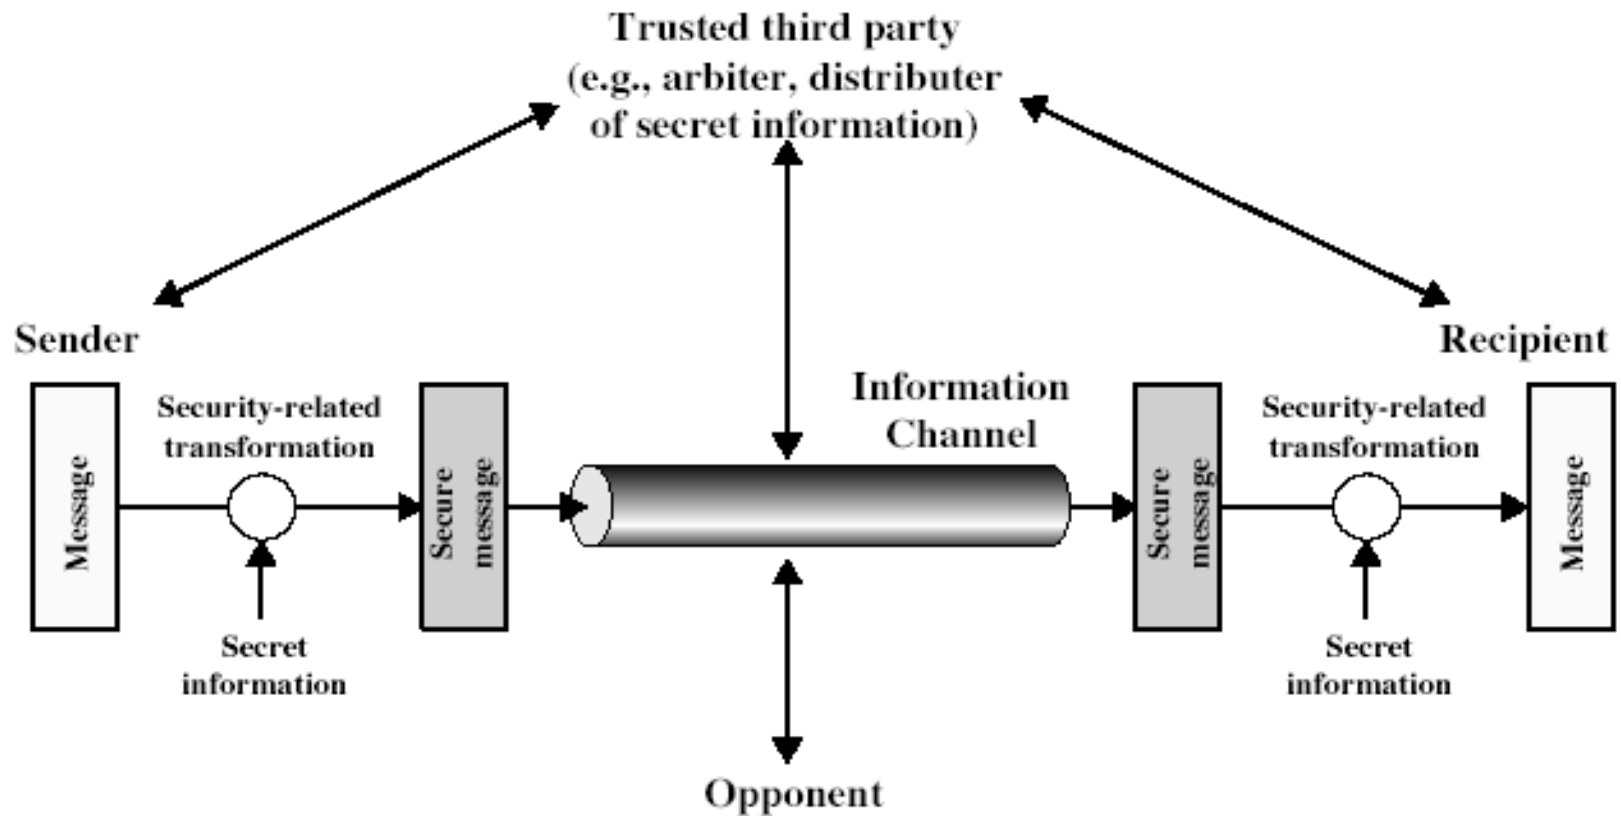 Trusted third party
(e.g., arbiter, distributer
of secret information)
Sender
Recipient
Information
Channel
Security-related
transformation
Security-related
transformation
Message
Secure
message
Secure
message
Message
Secret
information
Secret
information
Opponent